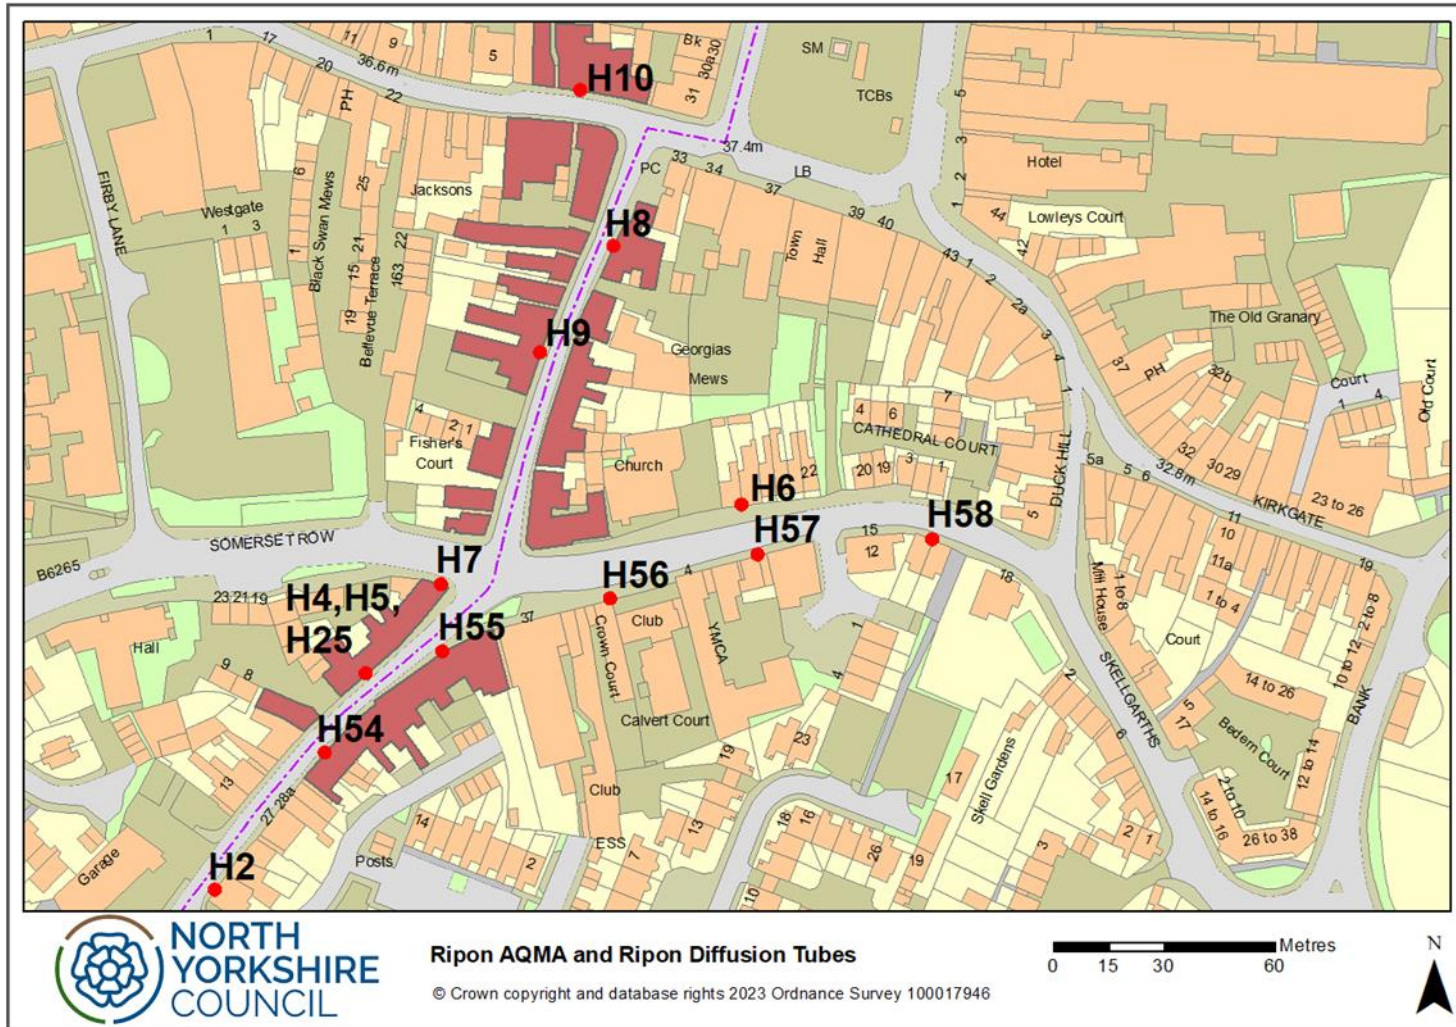 1
17
11
9
5
Bk
30a30
SM
20
36.6m
PH
22
H10
31
TCBs
5
3
Hotel
2
1
37.4m
PC
33
34
LB
37
39
40
44
Lowleys Court
42
FIRBY LANE
Westgate
1
3
6
1
Black Swan Mews
25
21
15
19
Bellevue Terrace
22
163
Jacksons
H8
Town
Hall
43
1
2
2a
3
4
1
The Old Granary
37
PH
32b
Court
1
4
Old Court
H9
Georgias
Mews
4
2
1
Fisher's
Court
Church
4
6
7
CATHEDRAL COURT
22
20
19
3
1
5
DUCK HILL
5a
5
6
32.8m
32
30
29
23 to 26
KIRKGATE
11
10
11a
19
H6
H57
H58
15
12
18
SOMERSET ROW
B6265
H7
H56
4
23
21
19
H4,H5,
H25
H55
37
Club
Crown Court
YMCA
Hall
9
8
1
4
Mill House
1 to 8
1 to 4
Court
2 to 8
10 to 12
SKELLGARTHS
BANK
14 to 26
5
17
Bedern Court
12 to 14
2 to 10
14 to 16
26 to 38
2
6
Calvert Court
19
23
H54
13
27
28a
Club
ESS
17
Skell Gardens
18
16
13
7
26
19
3
2
1
10
14
2
Posts
Garage
H2
NORTH
YORKSHIRE
COUNCIL
Ripon AQMA and Ripon Diffusion Tubes
© Crown copyright and database rights 2023 Ordnance Survey 100017946
Metres
0 15 30 60
N